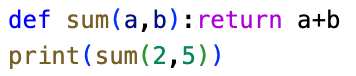 def sum(a,b):return a+b
print(sum(2,5))